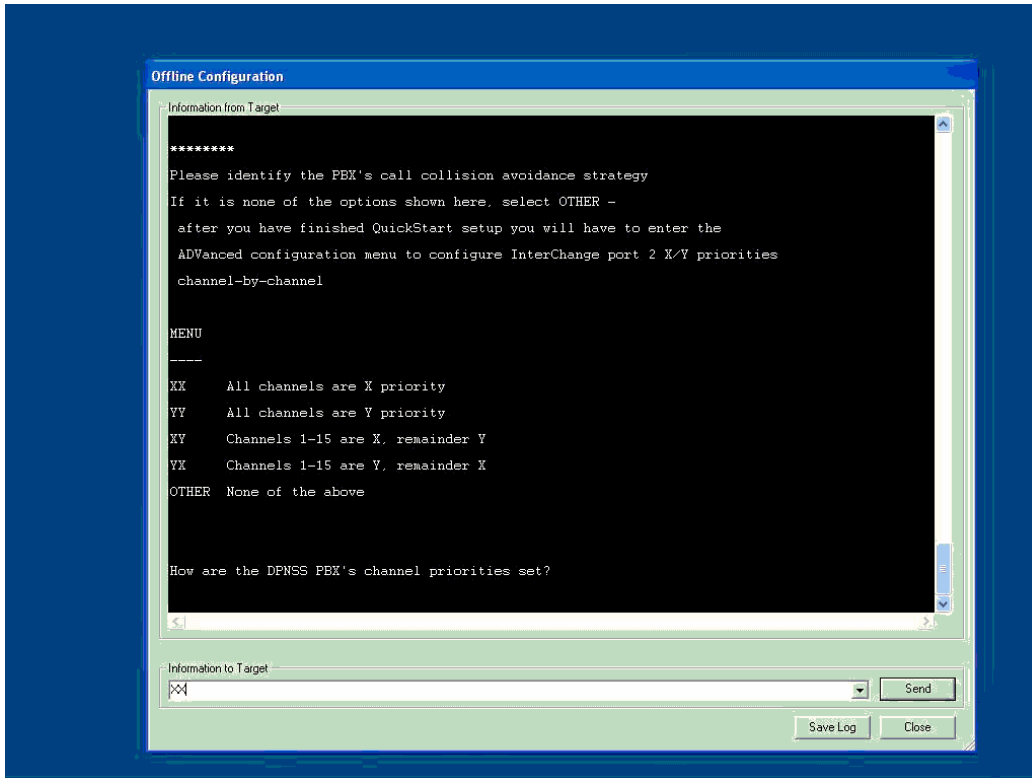 Offline Configuration
Information from Target
********
Please identify the PBX's call collision avoidance strategy
If it is none of the options shown here, select OTHER -
after you have finished QuickStart setup you will have to enter the
ADVanced configuration menu to configure InterChange port 2 X/Y priorities
channel-by-channel
MENU
----
XX All channels are X priority
YY All channels are Y priority
XY Channels 1-15 are X, remainder Y
YX Channels 1-15 are Y, remainder X
OTHER None of the above
How are the DPNSS PBX's channel priorities set?
Information to Target
XX
Send
Save Log Close